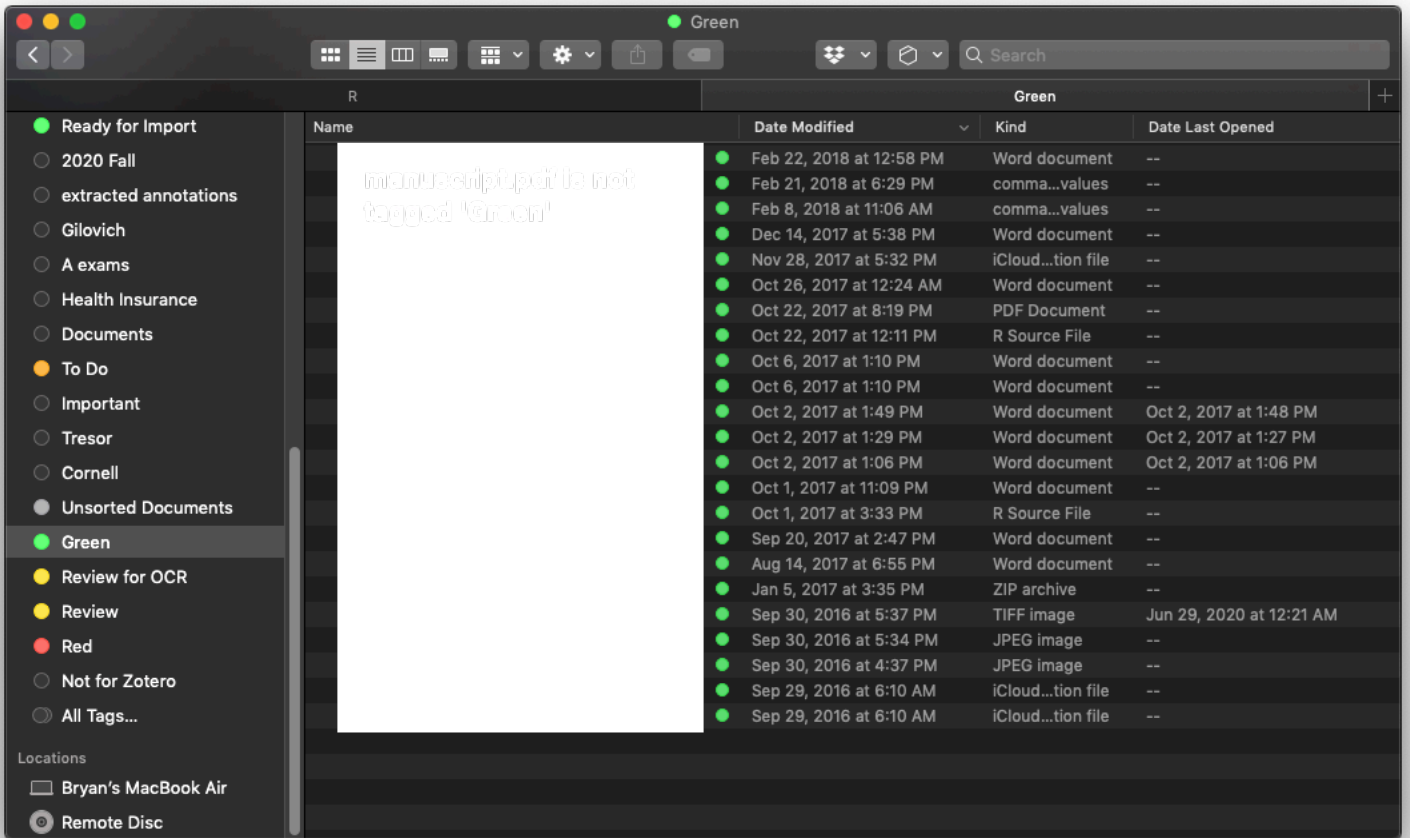 Green
Search
R
Green
Ready for Import
2020 Fall
extracted annotations
Gilovich
A exams
Health Insurance
Documents
To Do
Important
Tresor
Cornell
Unsorted Documents
Green
Review for OCR
Review
Red
Not for Zotero
All Tags...
Locations
Bryan's MacBook Air
Remote Disc
Name Date Modified Kind Date Last Opened
manuscript.pdf is not
tagged 'Green'
Feb 22, 2018 at 12:58 PM Word document --
Feb 21, 2018 at 6:29 PM comma...values --
Feb 8, 2018 at 11:06 AM comma...values --
Dec 14, 2017 at 5:38 PM Word document --
Nov 28, 2017 at 5:32 PM iCloud...tion file --
Oct 26, 2017 at 12:24 AM Word document --
Oct 22, 2017 at 8:19 PM PDF Document --
Oct 22, 2017 at 12:11 PM R Source File --
Oct 6, 2017 at 1:10 PM Word document --
Oct 6, 2017 at 1:10 PM Word document --
Oct 2, 2017 at 1:49 PM Word document Oct 2, 2017 at 1:48 PM
Oct 2, 2017 at 1:29 PM Word document Oct 2, 2017 at 1:27 PM
Oct 2, 2017 at 1:06 PM Word document Oct 2, 2017 at 1:06 PM
Oct 1, 2017 at 11:09 PM Word document --
Oct 1, 2017 at 3:33 PM R Source File --
Sep 20, 2017 at 2:47 PM Word document --
Aug 14, 2017 at 6:55 PM Word document --
Jan 5, 2017 at 3:35 PM ZIP archive --
Sep 30, 2016 at 5:37 PM TIFF image Jun 29, 2020 at 12:21 AM
Sep 30, 2016 at 5:34 PM JPEG image --
Sep 30, 2016 at 4:37 PM JPEG image --
Sep 29, 2016 at 6:10 AM iCloud...tion file --
Sep 29, 2016 at 6:10 AM iCloud...tion file --